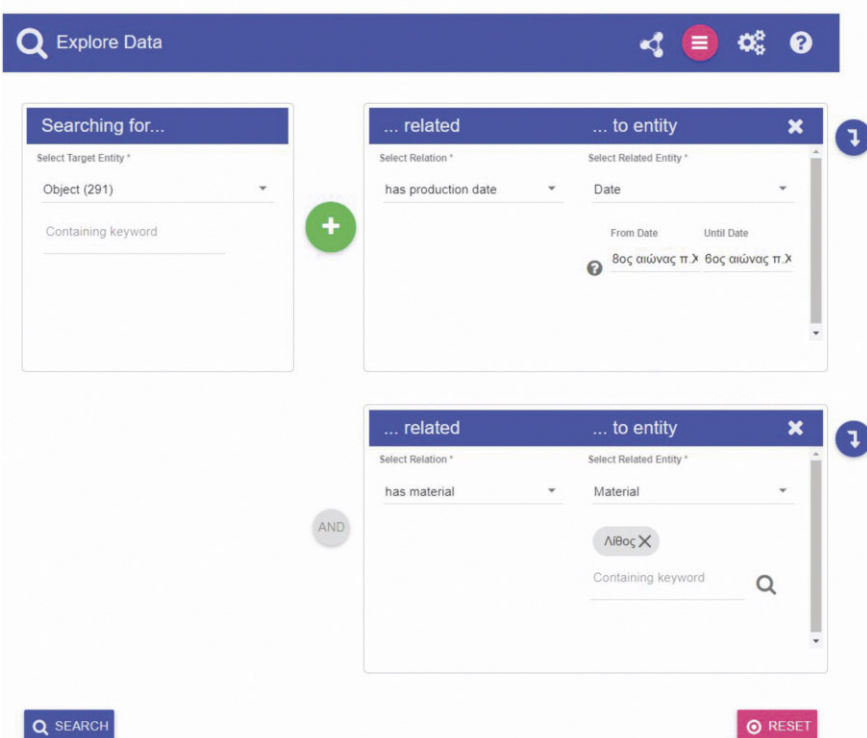 Explore Data
Searching for...
Select Target Entity *
Object (291)
Containing keyword
... related ... to entity
Select Relation * Select Related Entity *
has production date Date
From Date Until Date
8ος αιώνας π.Χ 6ος αιώνας π.Χ
AND
... related ... to entity
Select Relation * Select Related Entity *
has material Material
Λίθος
Containing keyword
SEARCH RESET